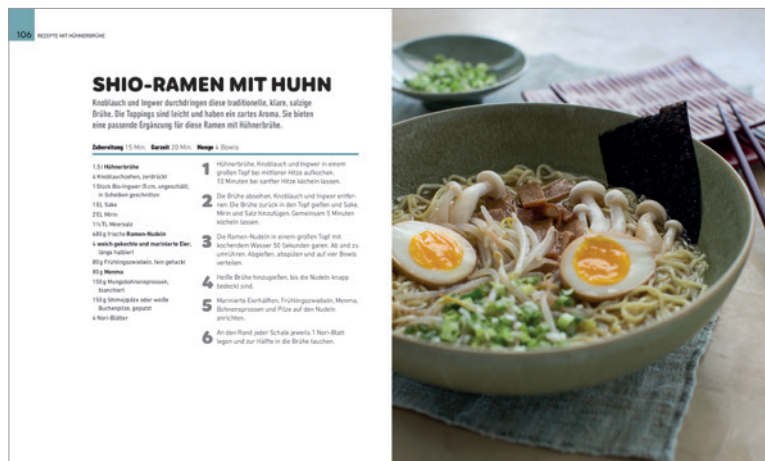 106 REZEPTE MIT HÜHNERBRÜHE
SHIO-RAMEN MIT HUHN
Knoblauch und Ingwer durchdringen diese traditionelle, klare, salzige
Brühe. Die Toppings sind leicht und haben ein zartes Aroma. Sie bieten
eine passende Ergänzung für diese Ramen mit Hühnerbrühe.
Zubereitung 15 Min. Garzeit 20 Min. Menge 4 Bowls
1,5 l Hühnerbrühe
4 Knoblauchzehen, zerdrückt
1 Stück Bio-Ingwer (5 cm, ungeschält,
in Scheiben geschnitten
1 EL Sake
2 EL Mirin
1½ TL Meersalz
480 g frische Ramen-Nudeln
4 weich gekochte und marinierte Eier,
längs halbiert
80 g Frühlingszwiebeln, fein gehackt
80 g Menma
150 g Mungobohnensprossen,
blanchiert
150 g Shimejipilze oder weiße
Buchenpilze, geputzt
4 Nori-Blätter
1 Hühnerbrühe, Knoblauch und Ingwer in einem
großen Topf bei mittlerer Hitze aufkochen.
10 Minuten bei sanfter Hitze köcheln lassen.
2 Die Brühe abseihen, Knoblauch und Ingwer entfer-
nen. Die Brühe zurück in den Topf gießen und Sake,
Mirin und Salz hinzufügen. Gemeinsam 5 Minuten
köcheln lassen.
3 Die Ramen-Nudeln in einem großen Topf mit
kochendem Wasser 50 Sekunden garen. Ab und zu
umrühren. Abgießen, abspülen und auf vier Bowls
verteilen.
4 Heiße Brühe hinzugießen, bis die Nudeln knapp
bedeckt sind.
5 Marinierte Eierhälften, Frühlingszwiebeln, Menma,
Bohnensprossen und Pilze auf den Nudeln
anrichten.
6 An den Rand jeder Schale jeweils 1 Nori-Blatt
legen und zur Hälfte in die Brühe tauchen.